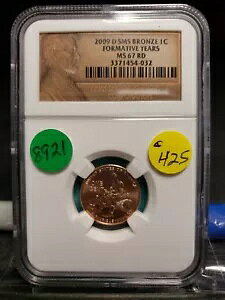 2009 D SMS BRONZE 1C
FORMATIVE YEARS
MS 67 RD
3371454-032
8921
425